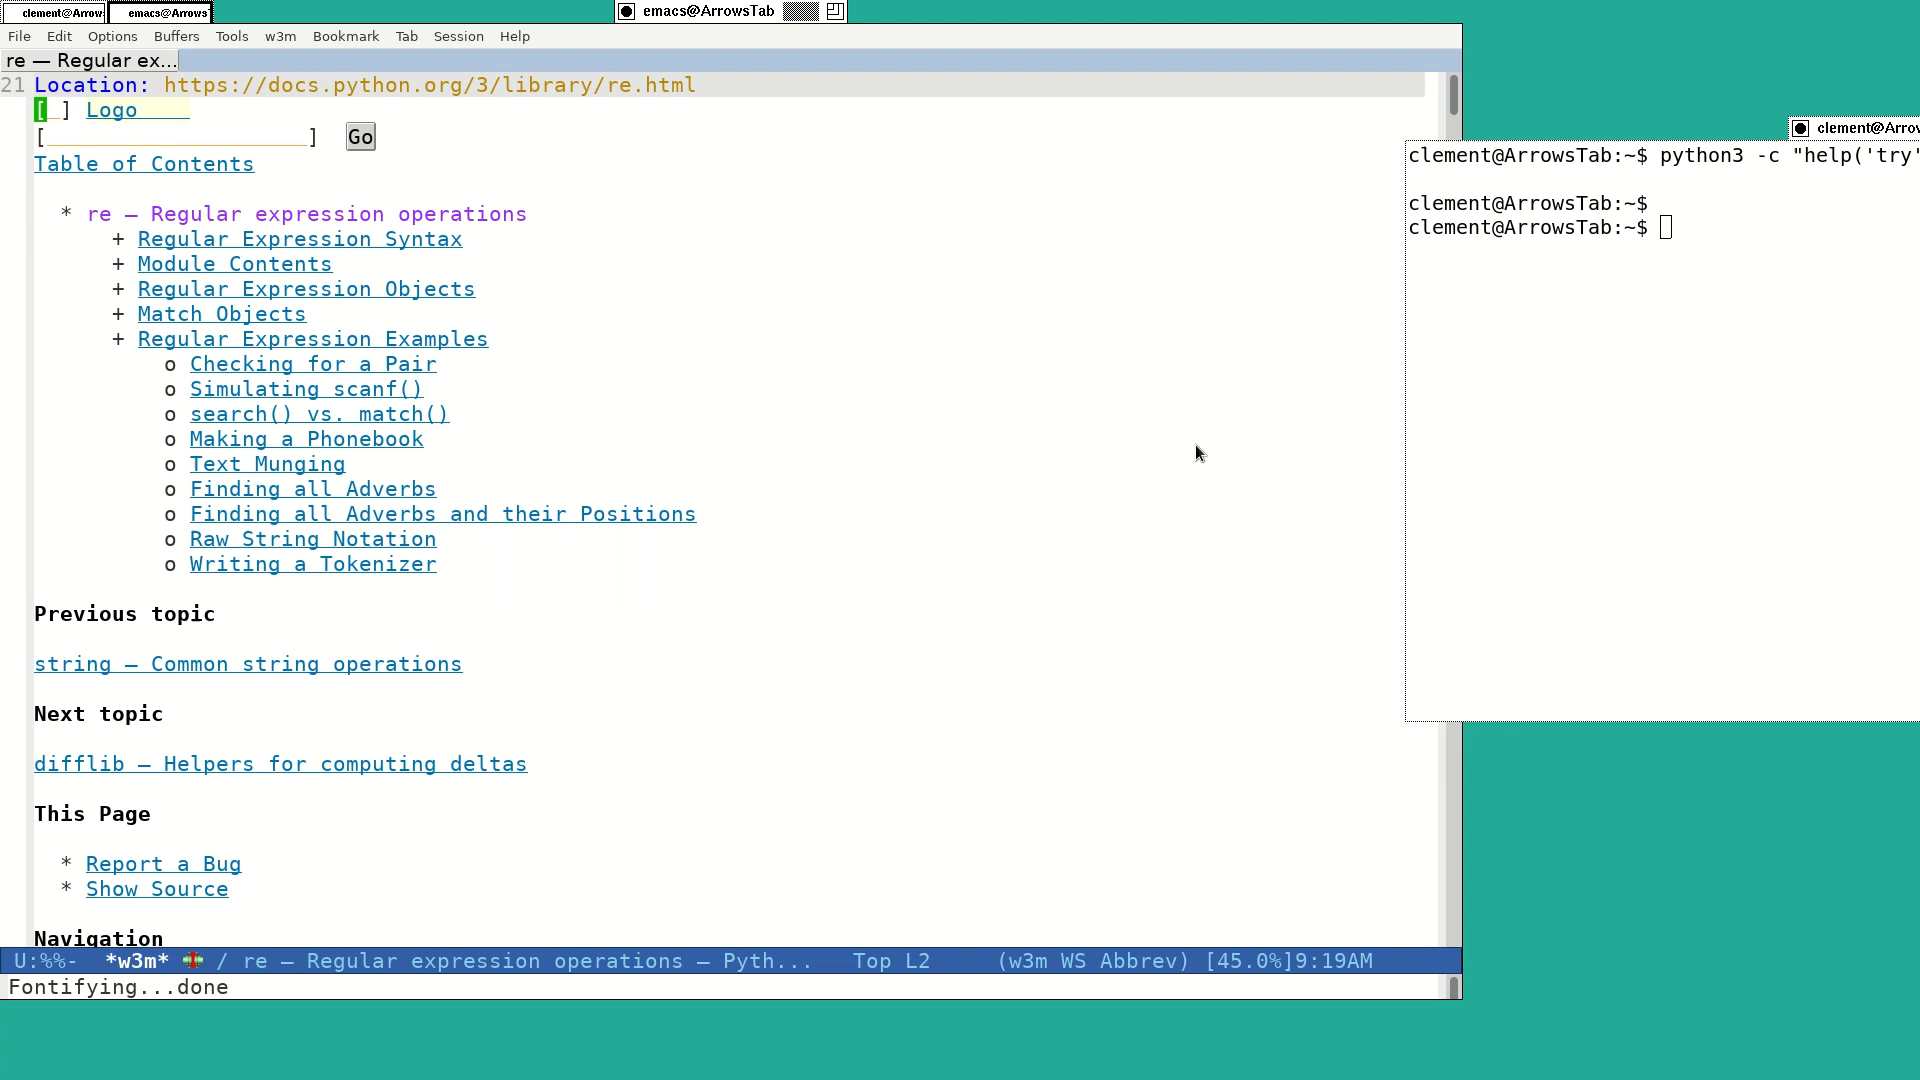 clement@Arrow
emacs@Arrows
emacs@ArrowsTab
File Edit Options Buffers Tools w3m Bookmark Tab Session Help
re — Regular ex...
21 Location: https://docs.python.org/3/library/re.html
[ ] Logo
[ ] Go
Table of Contents
* re — Regular expression operations
+ Regular Expression Syntax
+ Module Contents
+ Regular Expression Objects
+ Match Objects
+ Regular Expression Examples
o Checking for a Pair
o Simulating scanf()
o search() vs. match()
o Making a Phonebook
o Text Munging
o Finding all Adverbs
o Finding all Adverbs and their Positions
o Raw String Notation
o Writing a Tokenizer
Previous topic
string — Common string operations
Next topic
difflib — Helpers for computing deltas
This Page
* Report a Bug
* Show Source
Navigation
U:%%- *w3m* / re — Regular expression operations — Pyth... Top L2 (w3m WS Abbrev) [45.0%]9:19AM
Fontifying...done
clement@Arrow
clement@ArrowsTab:~$ python3 -c "help('try'
clement@ArrowsTab:~$
clement@ArrowsTab:~$